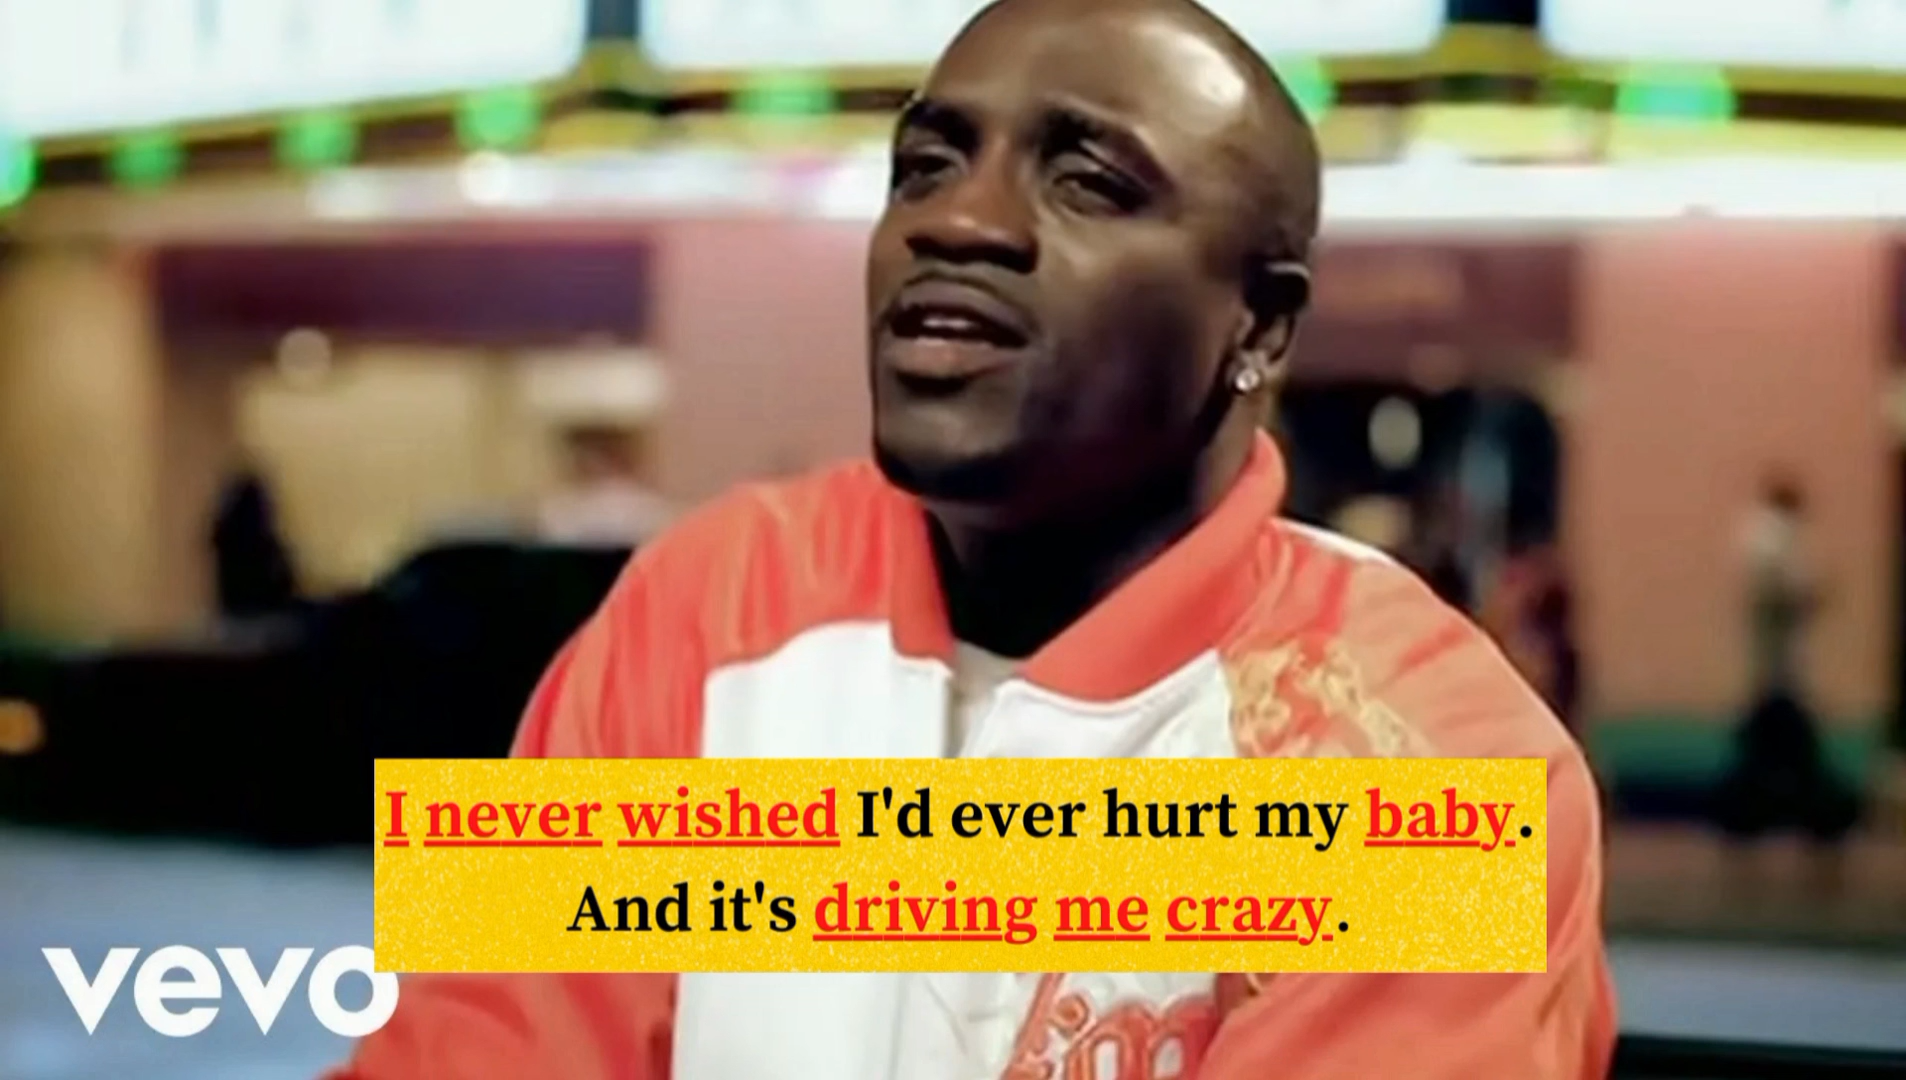 I never wished I'd ever hurt my baby.
And it's driving me crazy.
vevo